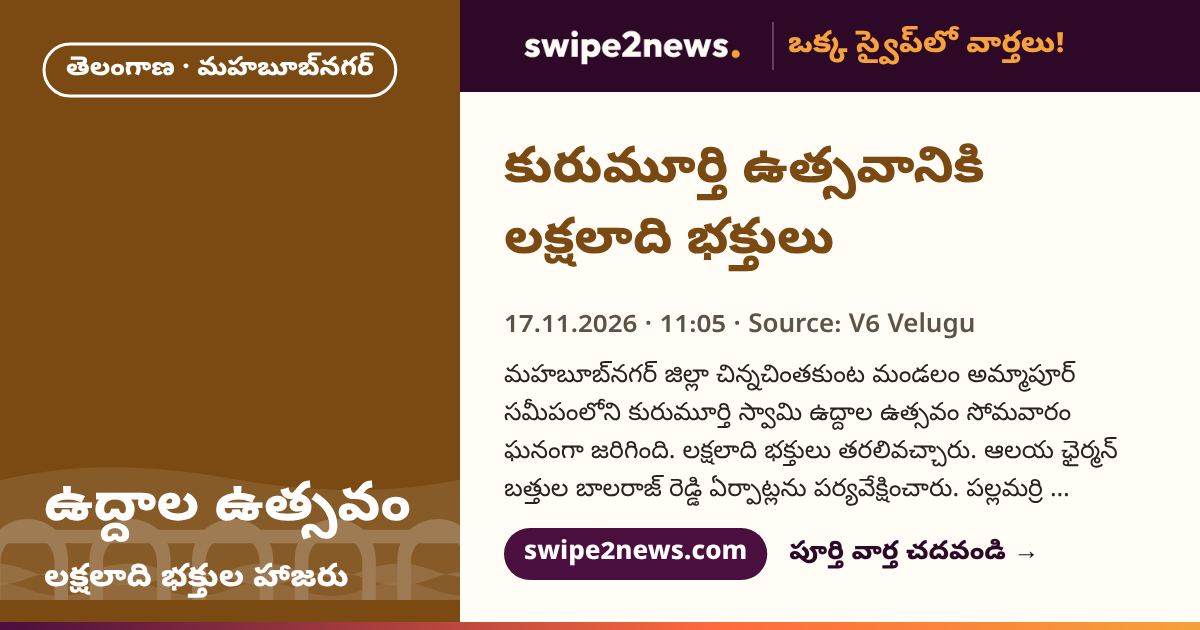 తెలంగాణ · మహబూబ్‌నగర్
swipe2news.
ఒక్క స్వైప్‌లో వార్తలు!
కురుమూర్తి ఉత్సవానికి
లక్షలాది భక్తులు
17.11.2026 · 11:05 · Source: V6 Velugu
మహబూబ్‌నగర్ జిల్లా చిన్నచింతకుంట మండలం అమ్మాపూర్
సమీపంలోని కురుమూర్తి స్వామి ఉద్దాల ఉత్సవం సోమవారం
ఘనంగా జరిగింది. లక్షలాది భక్తులు తరలివచ్చారు. ఆలయ ఛైర్మన్
బత్తుల బాలరాజ్ రెడ్డి ఏర్పాట్లను పర్యవేక్షించారు. పల్లమర్రి ...
ఉద్దాల ఉత్సవం
లక్షలాది భక్తుల హాజరు
swipe2news.com
పూర్తి వార్త చదవండి →